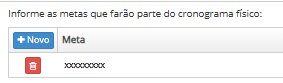 Informe as metas que farão parte do cronograma físico:
+ Novo Meta
xxxxxxxxx